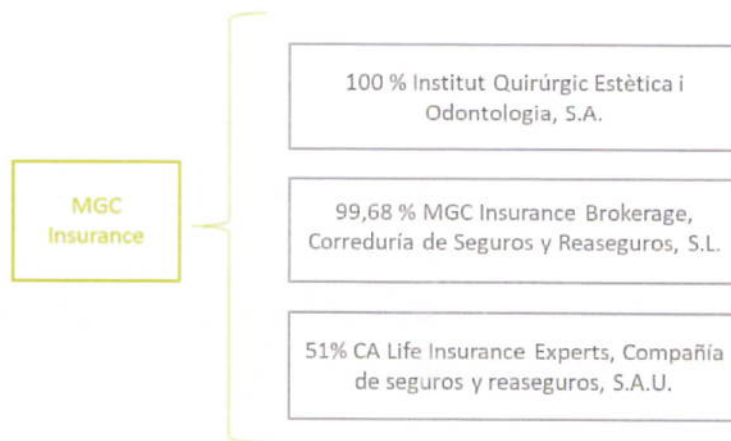 MGC
Insurance
100 % Institut Quirúrgic Estètica i
Odontologia, S.A.
99,68 % MGC Insurance Brokerage,
Correduría de Seguros y Reaseguros, S.L.
51% CA Life Insurance Experts, Compañía
de seguros y reaseguros, S.A.U.